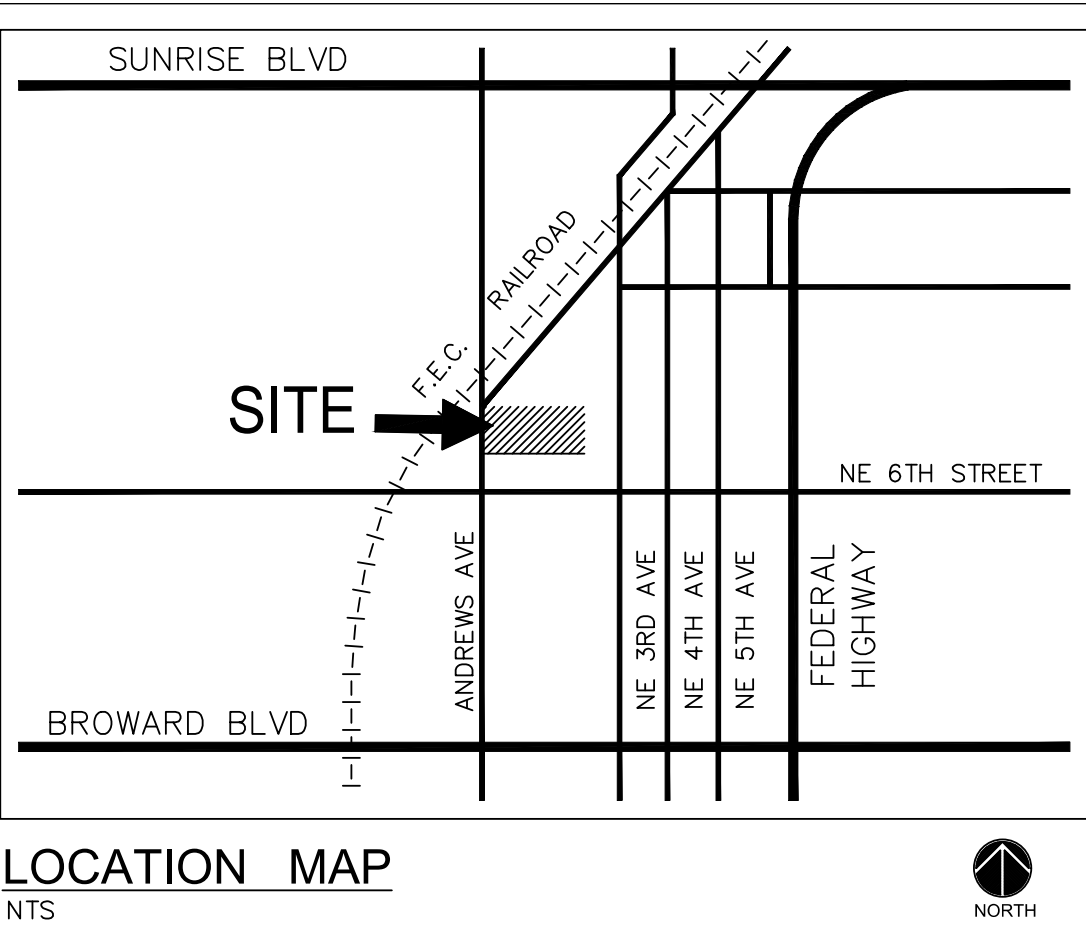 SUNRISE BLVD
RAILROAD
F.E.C.
SITE
NE 6TH STREET
ANDREWS AVE
NE 3RD AVE
NE 4TH AVE
NE 5TH AVE
FEDERAL
HIGHWAY
BROWARD BLVD
LOCATION MAP
NTS
NORTH